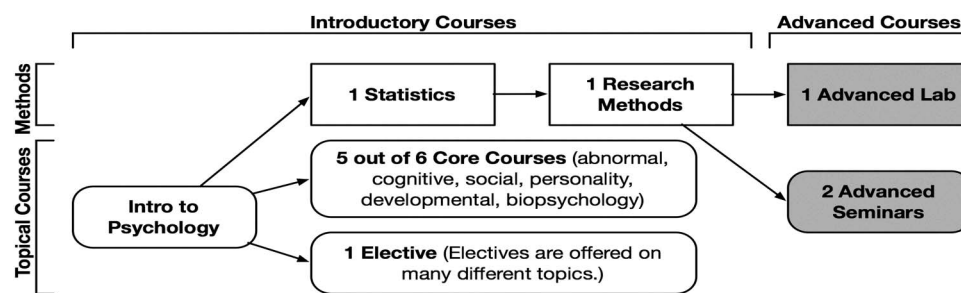 Introductory Courses
Advanced Courses
Methods
1 Statistics
1 Research
Methods
1 Advanced Lab
Topical Courses
Intro to
Psychology
5 out of 6 Core Courses (abnormal,
cognitive, social, personality,
developmental, biopsychology)
2 Advanced
Seminars
1 Elective (Electives are offered on
many different topics.)